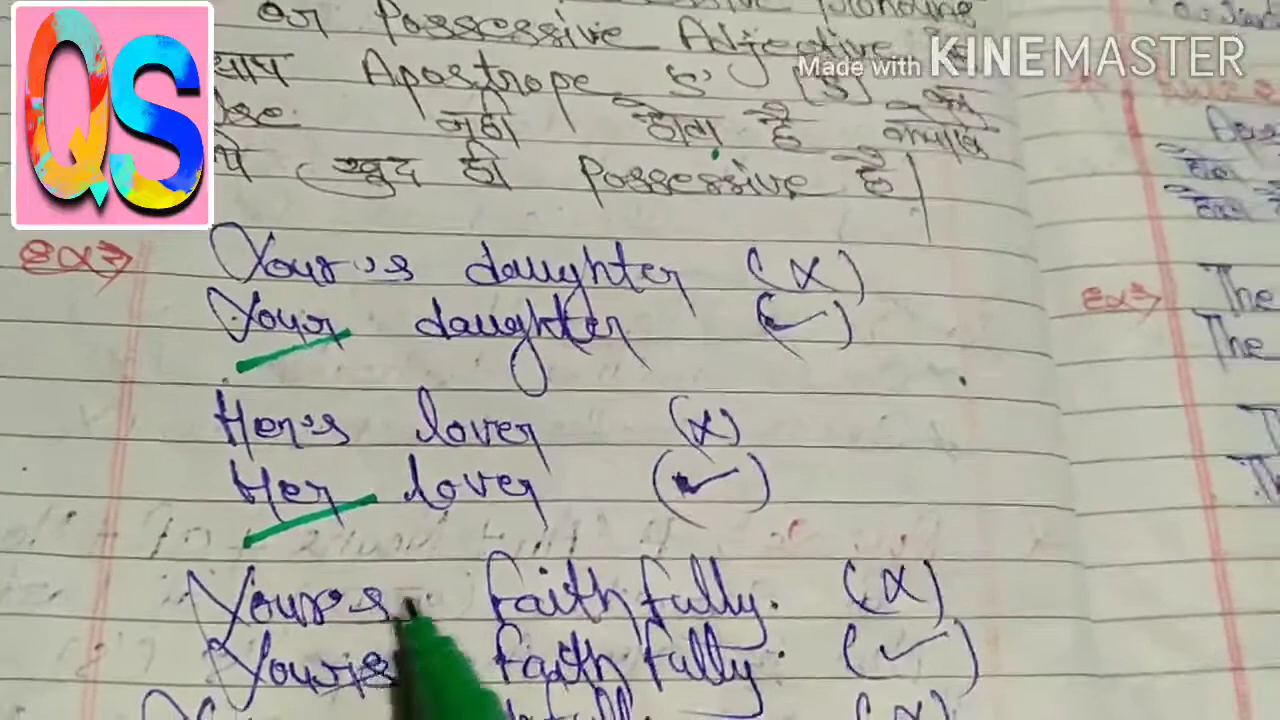 QS
Made with KINEMASTER
or Possessive Adjective के
साथ Apostrope s' [s] का
Use नही होता है क्योकि
ये खुद ही Possessive है|
Ex→
Your's daughter (x)
Your daughter (✓)
Her's lover (x)
Her lover (✓)
Your's faithfully. (x)
Yours faithfully. (✓)
(x)
Ex→
The
The